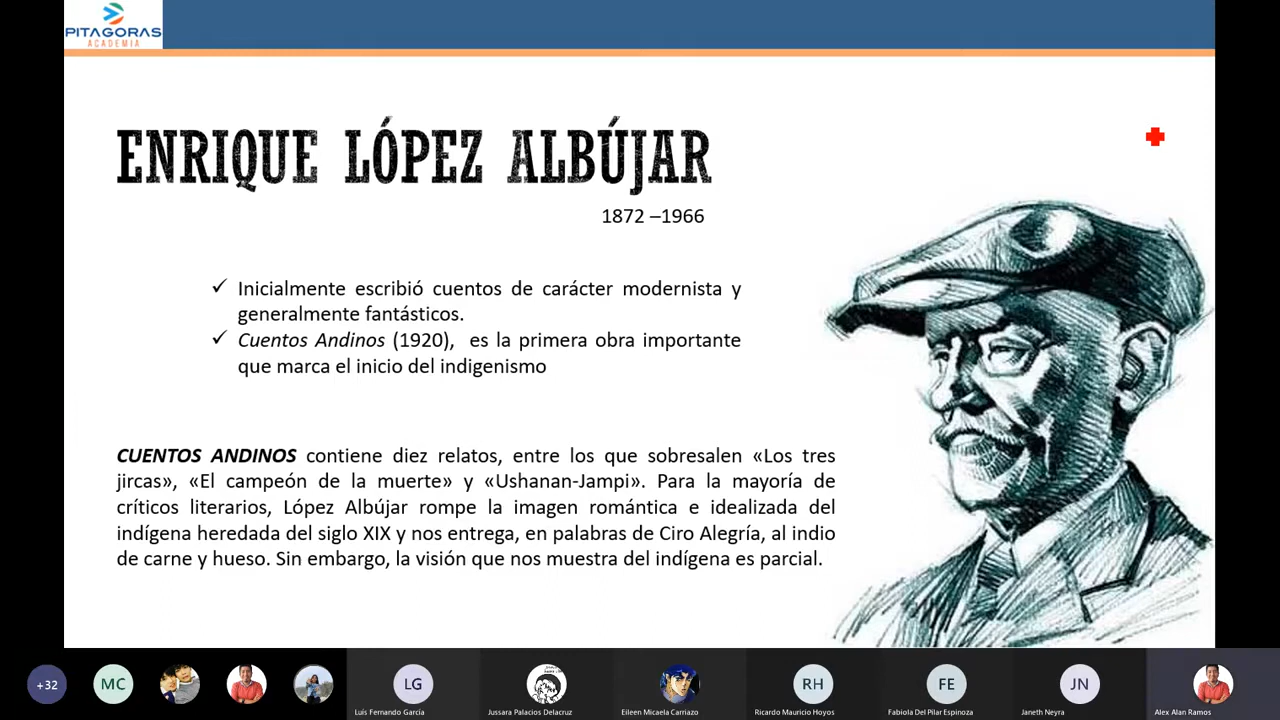 PITAGORAS
ACADEMIA
ENRIQUE LÓPEZ ALBÚJAR
1872 –1966
✓ Inicialmente escribió cuentos de carácter modernista y
generalmente fantásticos.
✓ Cuentos Andinos (1920), es la primera obra importante
que marca el inicio del indigenismo
CUENTOS ANDINOS contiene diez relatos, entre los que sobresalen «Los tres
jircas», «El campeón de la muerte» y «Ushanan-Jampi». Para la mayoría de
críticos literarios, López Albújar rompe la imagen romántica e idealizada del
indígena heredada del siglo XIX y nos entrega, en palabras de Ciro Alegría, al indio
de carne y hueso. Sin embargo, la visión que nos muestra del indígena es parcial.
+32
MC
LG
RH
FE
JN
Luis Fernando García
Jussara Palacios Delacruz
Eileen Micaela Carriazo
Ricardo Mauricio Hoyos
Fabiola Del Pilar Espinoza
Janeth Neyra
Alex Alan Ramos